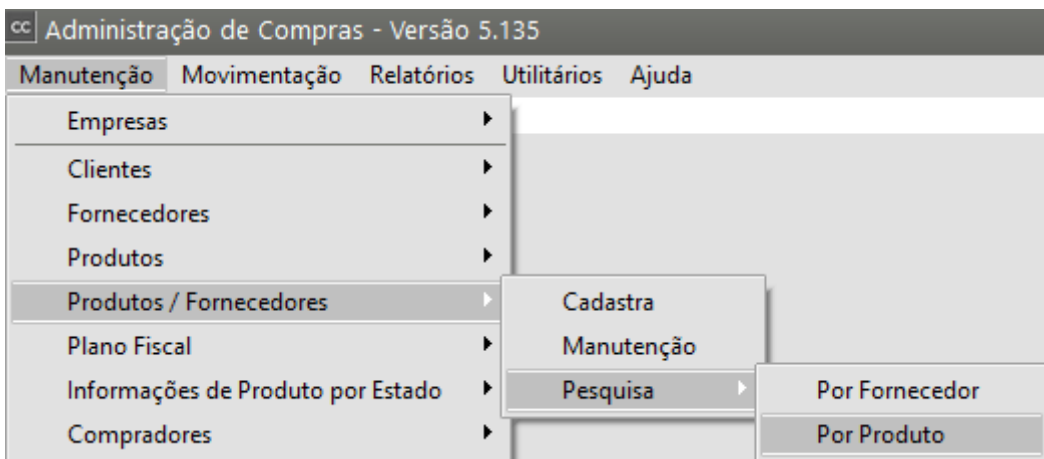 cc Administração de Compras - Versão 5.135
Manutenção Movimentação Relatórios Utilitários Ajuda
Empresas
Clientes
Fornecedores
Produtos
Produtos / Fornecedores
Plano Fiscal
Informações de Produto por Estado
Compradores
Cadastra
Manutenção
Pesquisa
Por Fornecedor
Por Produto